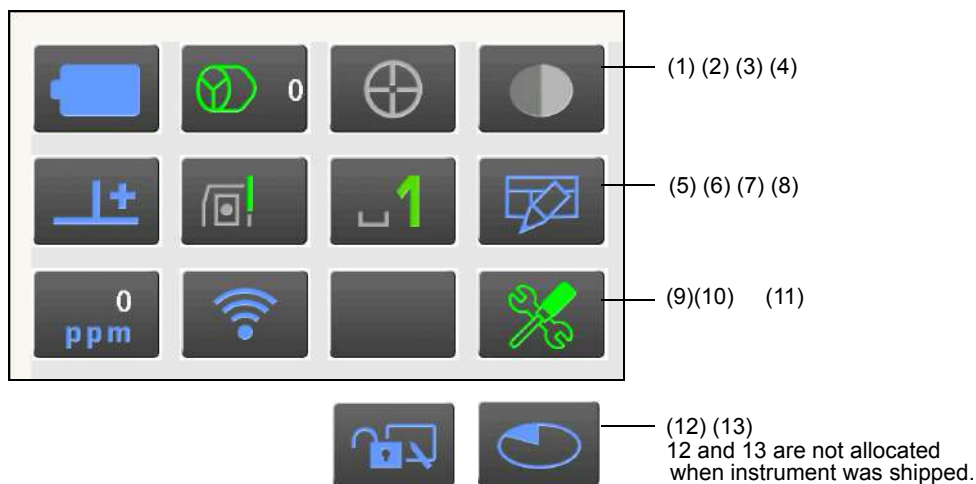 0
(1) (2) (3) (4)
1
(5) (6) (7) (8)
0
ppm
(9)(10) (11)
(12) (13)
12 and 13 are not allocated
when instrument was shipped.